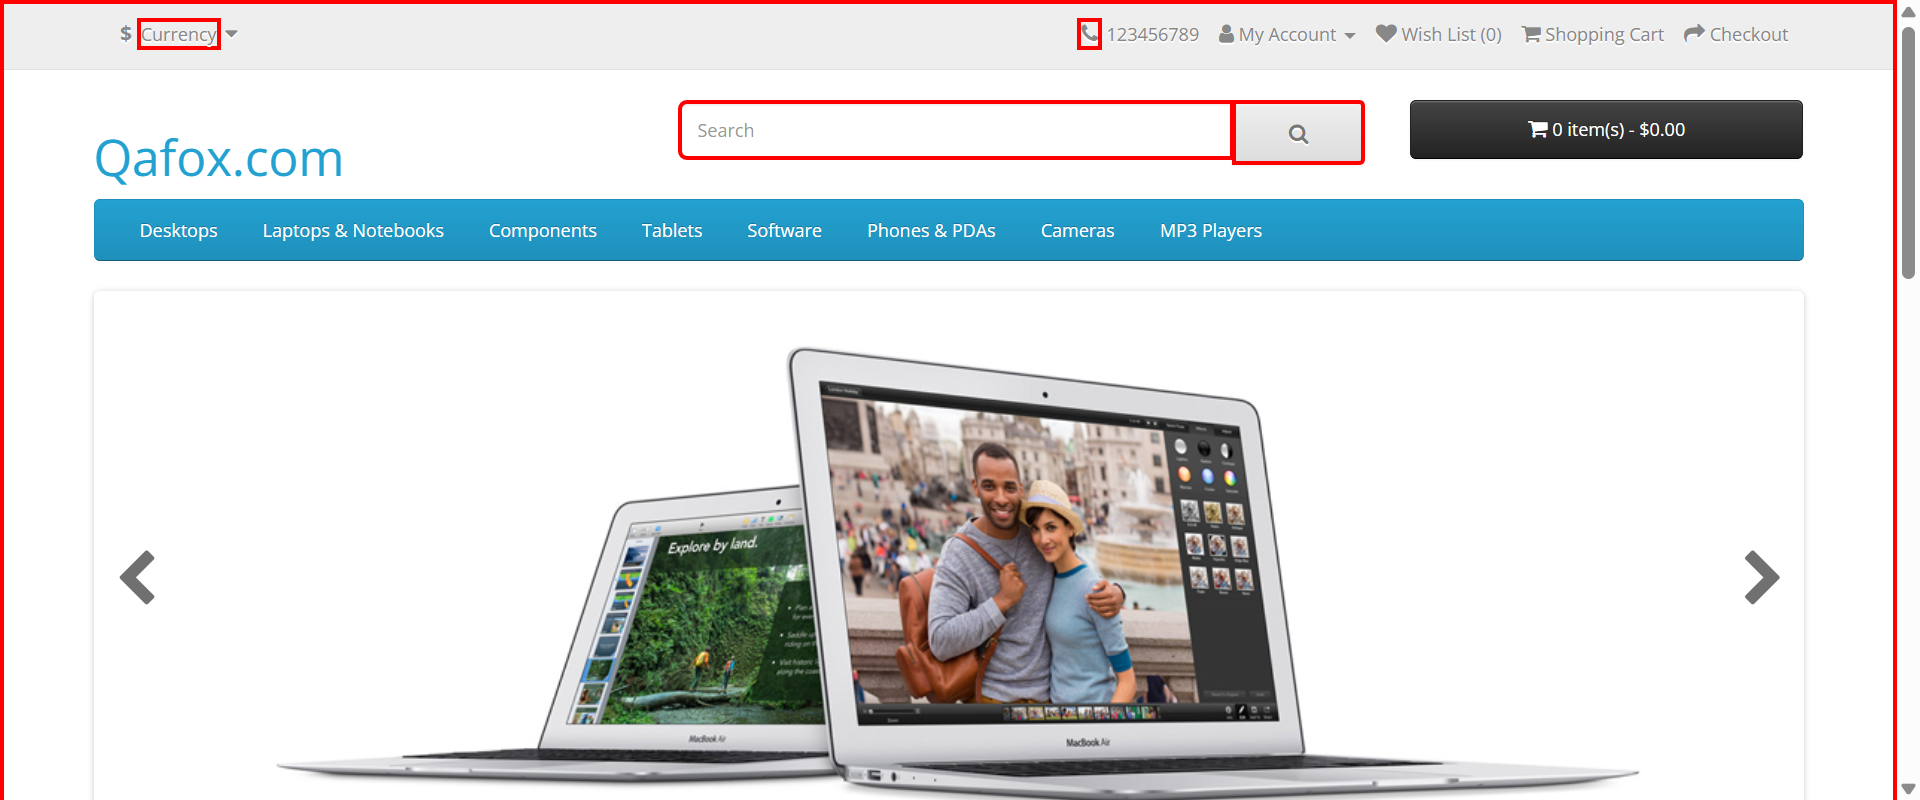 $ Currency
123456789 My Account Wish List (0) Shopping Cart Checkout
Search
0 item(s) - $0.00
Qafox.com
Desktops Laptops & Notebooks Components Tablets Software Phones & PDAs Cameras MP3 Players
Explore by land.
MacBook Air
MacBook Air